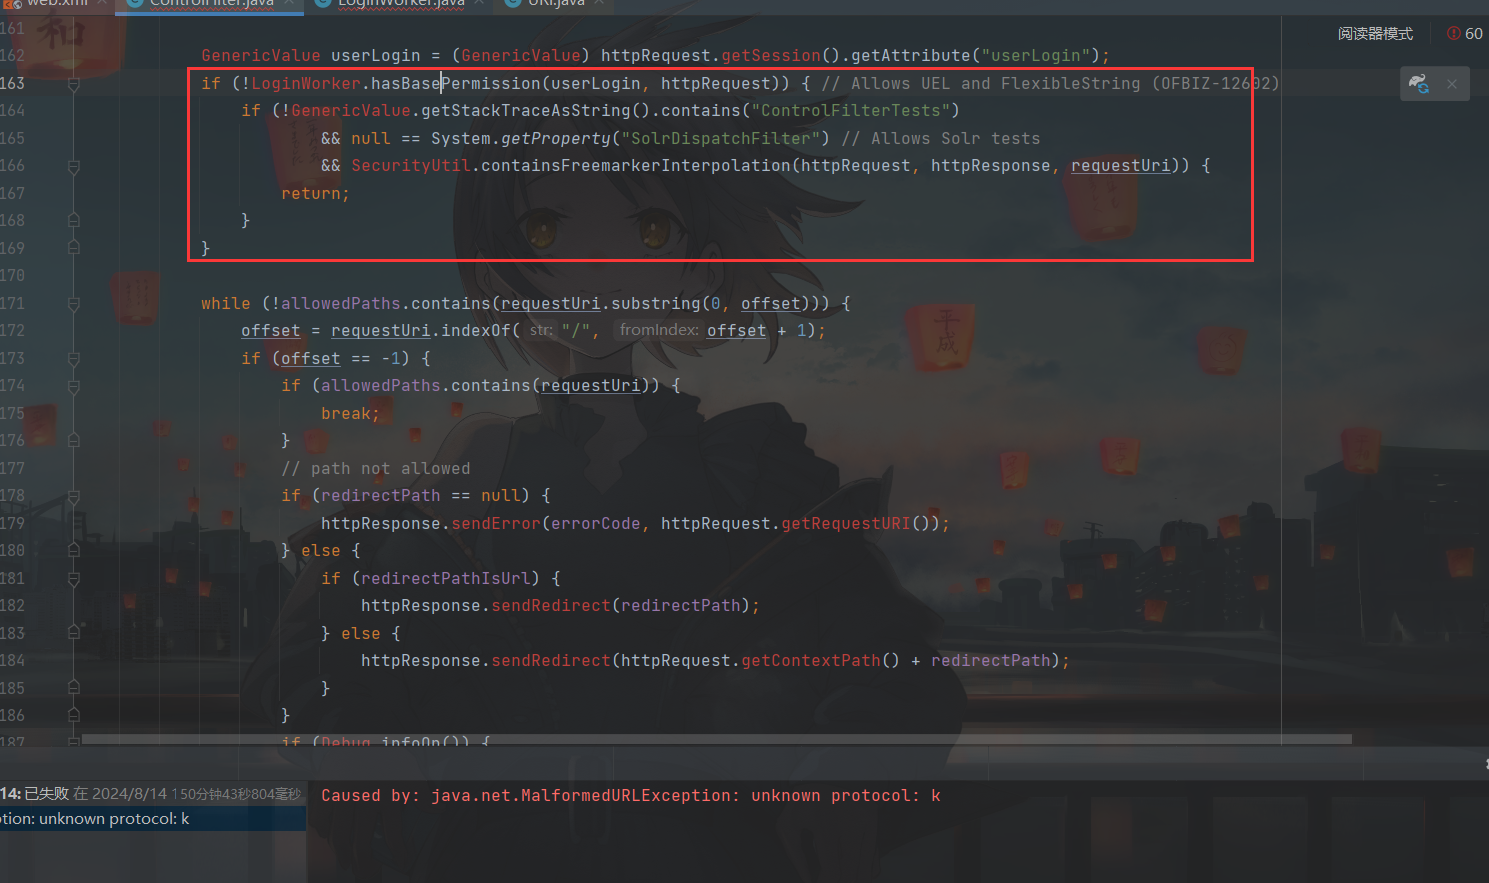 web.xml ControlFilter.java LoginWorker.java URI.java
161
阅读器模式 60
162 GenericValue userLogin = (GenericValue) httpRequest.getSession().getAttribute("userLogin");
163 if (!LoginWorker.hasBasePermission(userLogin, httpRequest)) { // Allows UEL and FlexibleString (OFBIZ-12602)
164 if (!GenericValue.getStackTraceAsString().contains("ControlFilterTests")
165 && null == System.getProperty("SolrDispatchFilter") // Allows Solr tests
166 && SecurityUtil.containsFreemarkerInterpolation(httpRequest, httpResponse, requestUri)) {
167 return;
168 }
169 }
170
171 while (!allowedPaths.contains(requestUri.substring(0, offset))) {
172 offset = requestUri.indexOf( str: "/", fromIndex: offset + 1);
173 if (offset == -1) {
174 if (allowedPaths.contains(requestUri)) {
175 break;
176 }
177 // path not allowed
178 if (redirectPath == null) {
179 httpResponse.sendError(errorCode, httpRequest.getRequestURI());
180 } else {
181 if (redirectPathIsUrl) {
182 httpResponse.sendRedirect(redirectPath);
183 } else {
184 httpResponse.sendRedirect(httpRequest.getContextPath() + redirectPath);
185 }
186 }
187 if (Debug.infoOn()) {
14: 已失败 在 2024/8/14 1 50分钟43秒804毫秒
ption: unknown protocol: k
Caused by: java.net.MalformedURLException: unknown protocol: k
和
平成